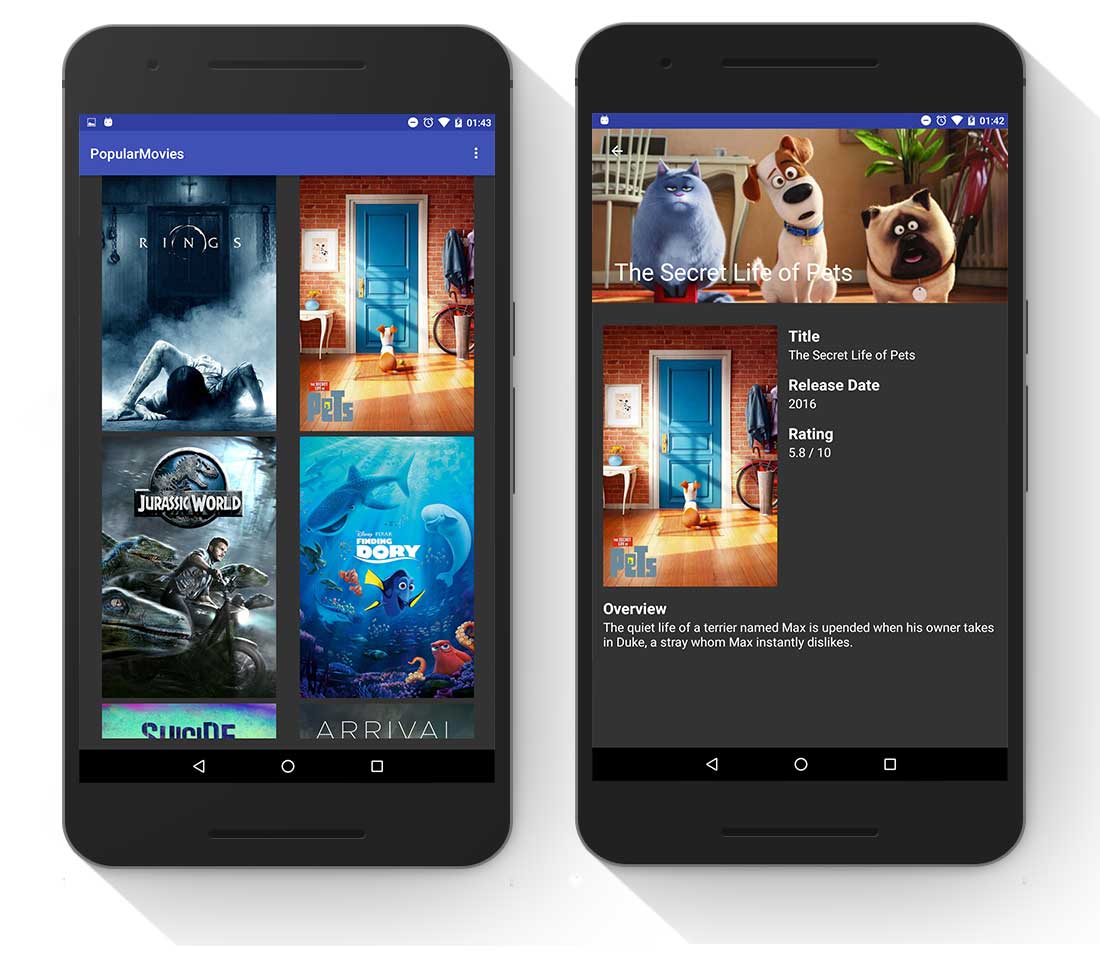 01:43
PopularMovies
RINGS
THE SECRET
LIFE OF
PETS
JURASSIC WORLD
Disney PIXAR
FINDING
DORY
SUICIDE
ARRIVAL
01:42
The Secret Life of Pets
THE SECRET
LIFE OF
PETS
Title
The Secret Life of Pets
Release Date
2016
Rating
5.8 / 10
Overview
The quiet life of a terrier named Max is upended when his owner takes
in Duke, a stray whom Max instantly dislikes.